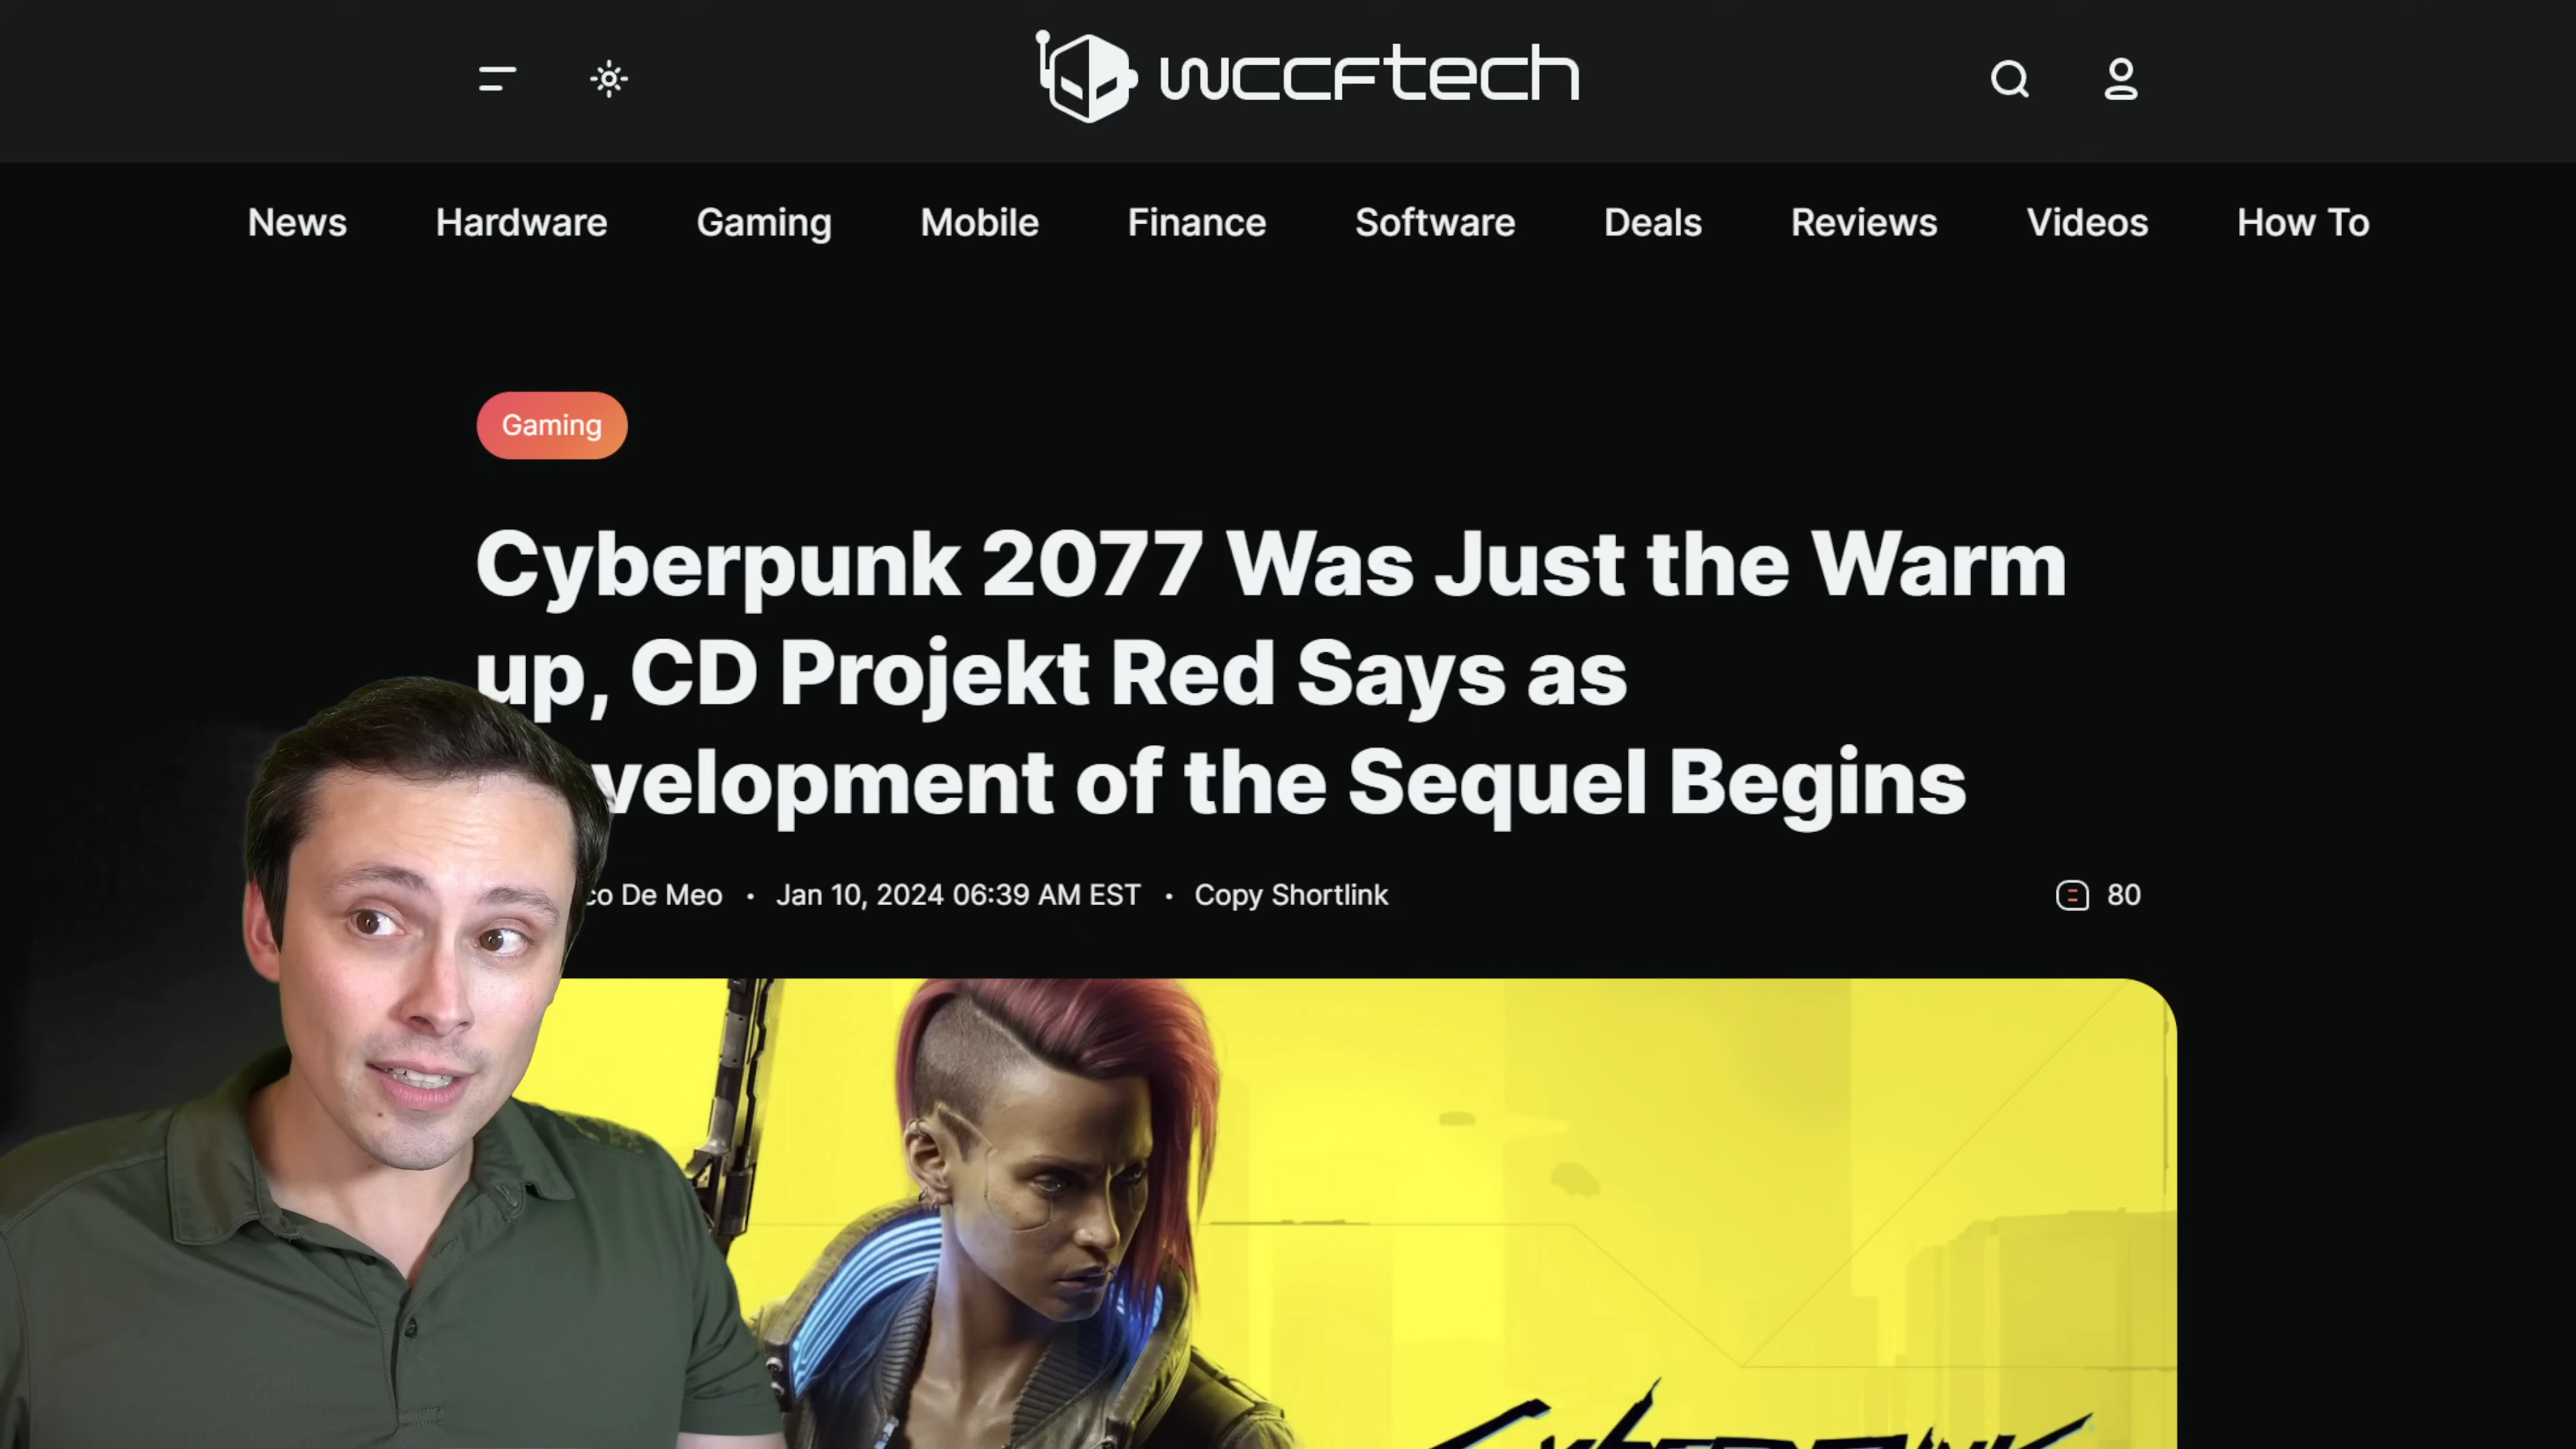 wccftech
News Hardware Gaming Mobile Finance Software Deals Reviews Videos How To
Gaming
Cyberpunk 2077 Was Just the Warm
up, CD Projekt Red Says as
of the Sequel Begins
De Meo • Jan 10, 2024 06:39 AM EST • Copy Shortlink
80